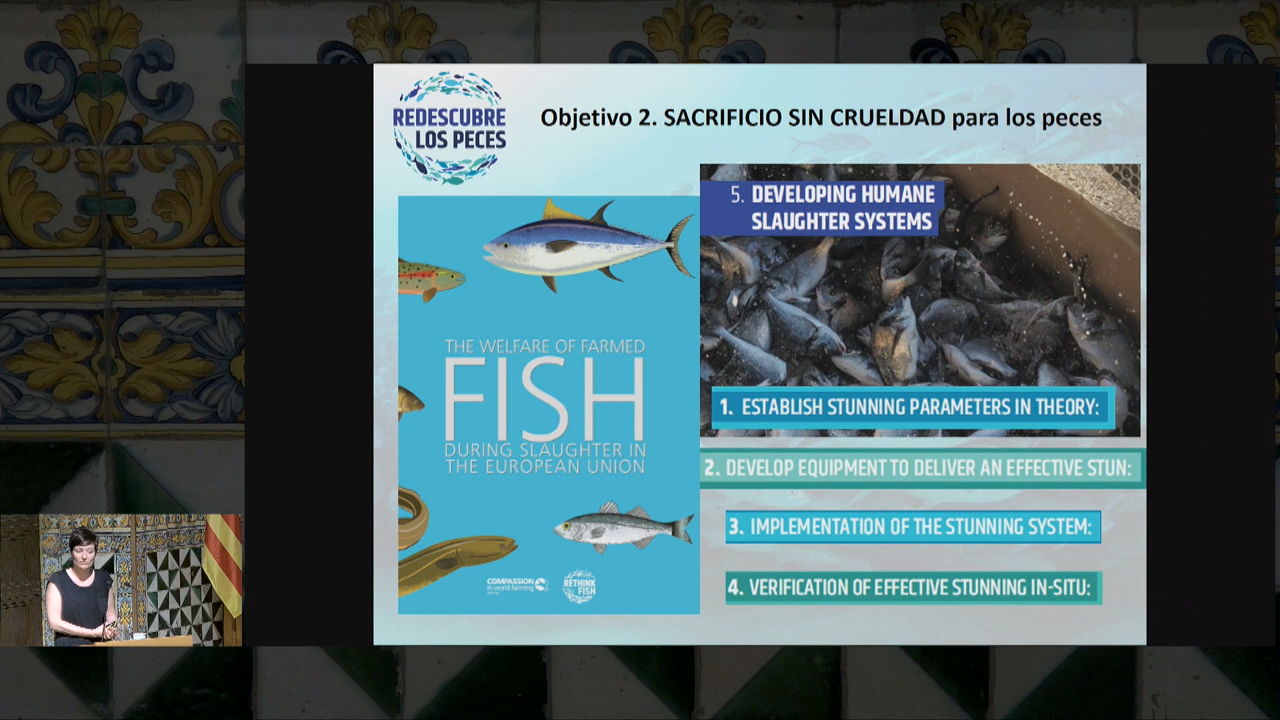 REDESCUBRE
LOS PECES
Objetivo 2. SACRIFICIO SIN CRUELDAD para los peces
5. DEVELOPING HUMANE
SLAUGHTER SYSTEMS
THE WELFARE OF FARMED
FISH
DURING SLAUGHTER IN
THE EUROPEAN UNION
COMPASSION
in world farming
RETHINK
FISH
1. ESTABLISH STUNNING PARAMETERS IN THEORY:
2. DEVELOP EQUIPMENT TO DELIVER AN EFFECTIVE STUN:
3. IMPLEMENTATION OF THE STUNNING SYSTEM:
4. VERIFICATION OF EFFECTIVE STUNNING IN-SITU: